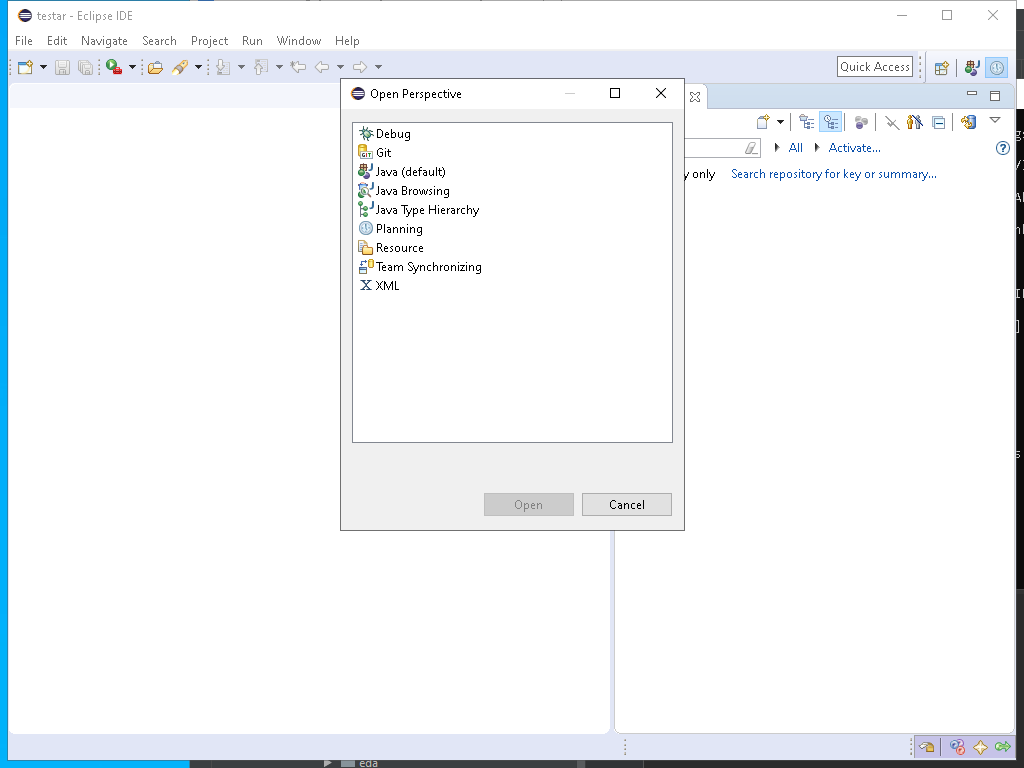 testar - Eclipse IDE
File Edit Navigate Search Project Run Window Help
Quick Access
Open Perspective
Debug
GIT Git
Java (default)
Java Browsing
Java Type Hierarchy
Planning
Resource
Team Synchronizing
X XML
Open Cancel
All Activate...
y only Search repository for key or summary...
eda